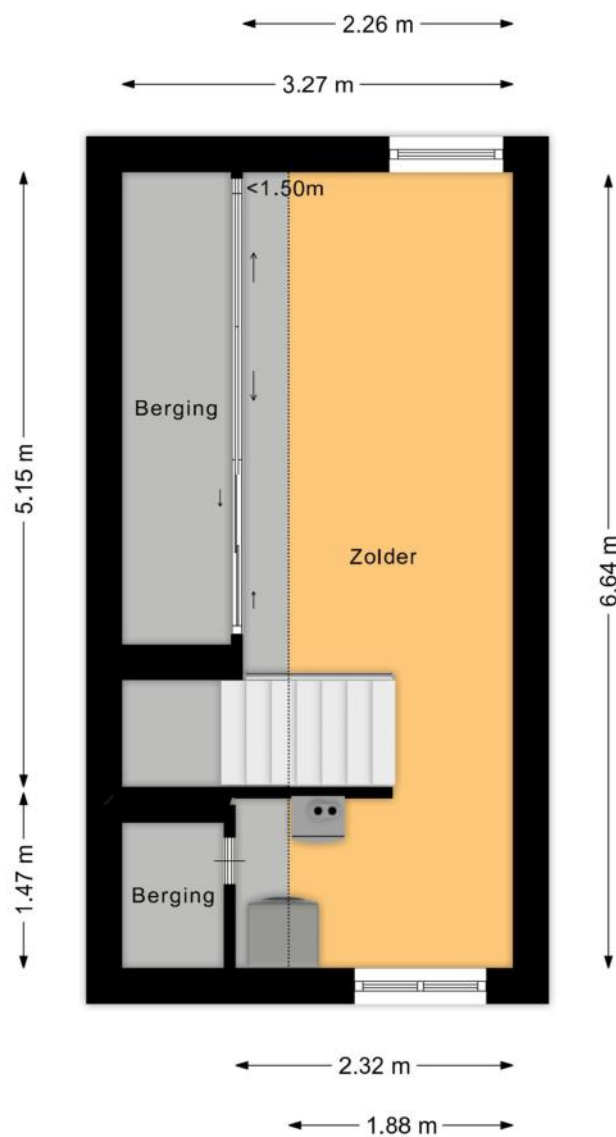 2.26 m
3.27 m
<1.50m
Berging
5.15 m
Zolder
6.64 m
1.47 m
Berging
2.32 m
1.88 m